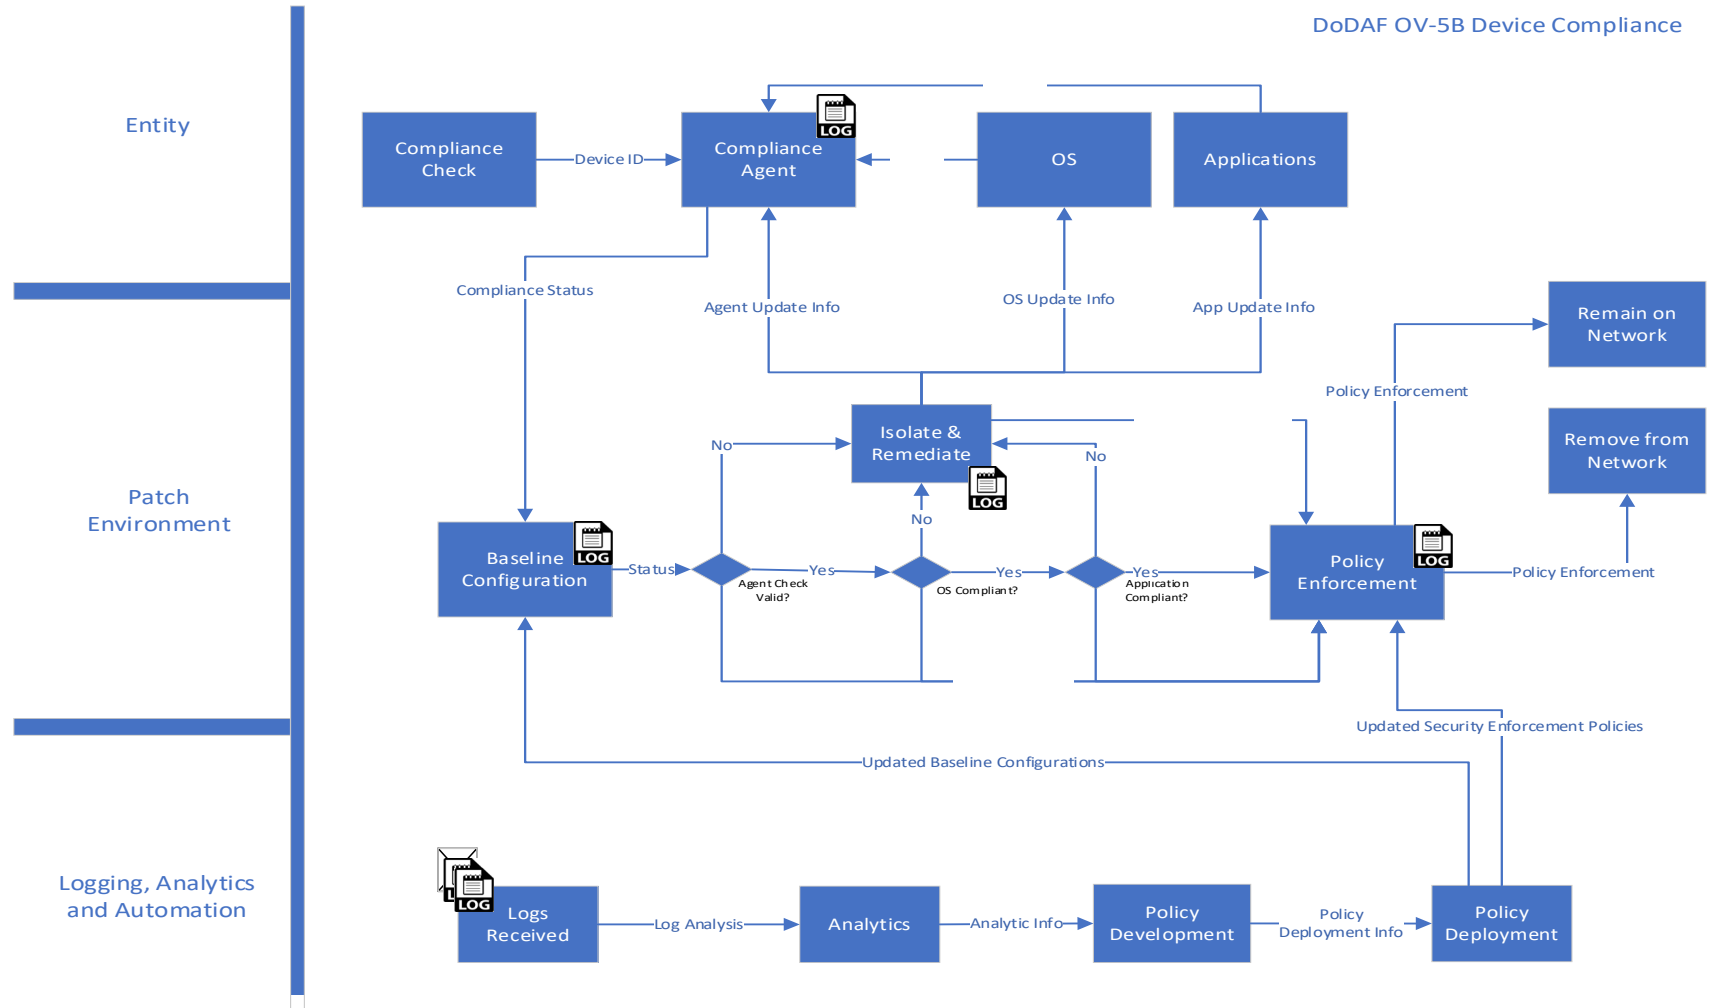 DoDAF OV-5B Device Compliance
Entity
Compliance
Check
Device ID
Compliance
Agent
LOG
OS
Applications
Compliance Status
Agent Update Info
OS Update Info
App Update Info
Remain on
Network
Policy Enforcement
Remove from
Network
Patch
Environment
No
Isolate &
Remediate
LOG
No
No
Baseline
Configuration
LOG
Status
Agent Check
Valid?
Yes
OS Compliant?
Yes
Application
Compliant?
Yes
Policy
Enforcement
LOG
Policy Enforcement
Updated Security Enforcement Policies
Updated Baseline Configurations
Logging, Analytics
and Automation
LOG
Logs
Received
Log Analysis
Analytics
Analytic Info
Policy
Development
Policy
Deployment Info
Policy
Deployment